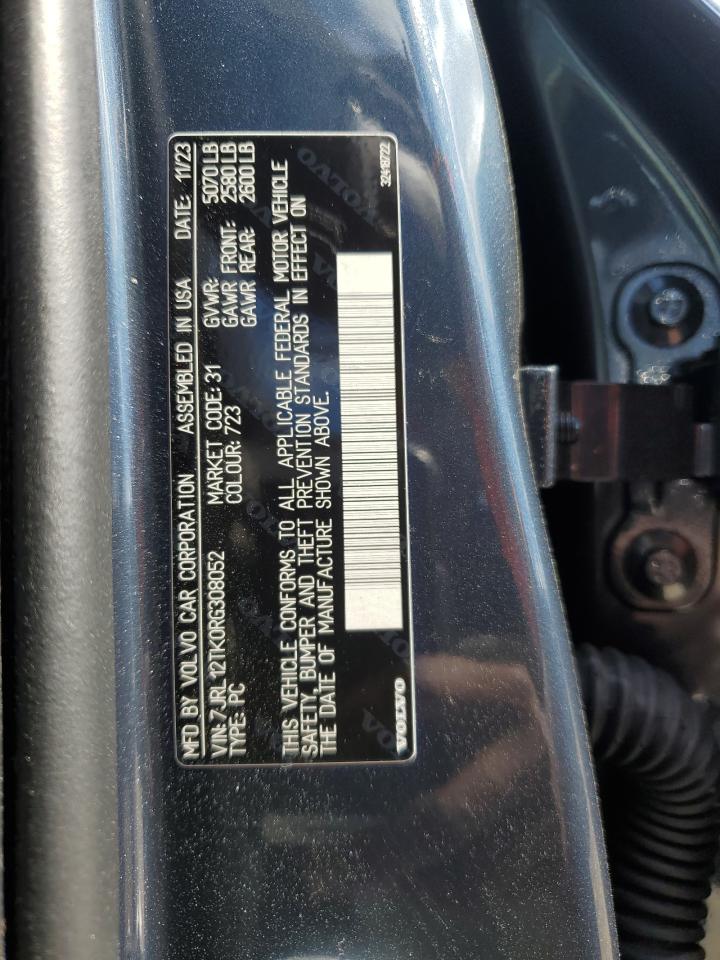 MFD BY VOLVO CAR CORPORATION ASSEMBLED IN USA DATE: 11/23
VIN: 7JRL12TK0RG308052 MARKET CODE: 31 GVWR: 5070 LB
TYPE: PC COLOUR: 723 GAWR FRONT: 2580 LB
GAWR REAR: 2600 LB
THIS VEHICLE CONFORMS TO ALL APPLICABLE FEDERAL MOTOR VEHICLE
SAFETY, BUMPER AND THEFT PREVENTION STANDARDS IN EFFECT ON
THE DATE OF MANUFACTURE SHOWN ABOVE.
VOLVO 32418722